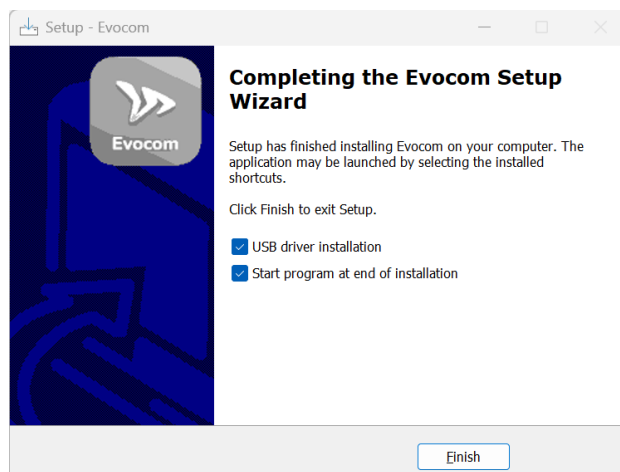 Setup - Evocom
Evocom
Completing the Evocom Setup
Wizard
Setup has finished installing Evocom on your computer. The
application may be launched by selecting the installed
shortcuts.
Click Finish to exit Setup.
USB driver installation
Start program at end of installation
Finish